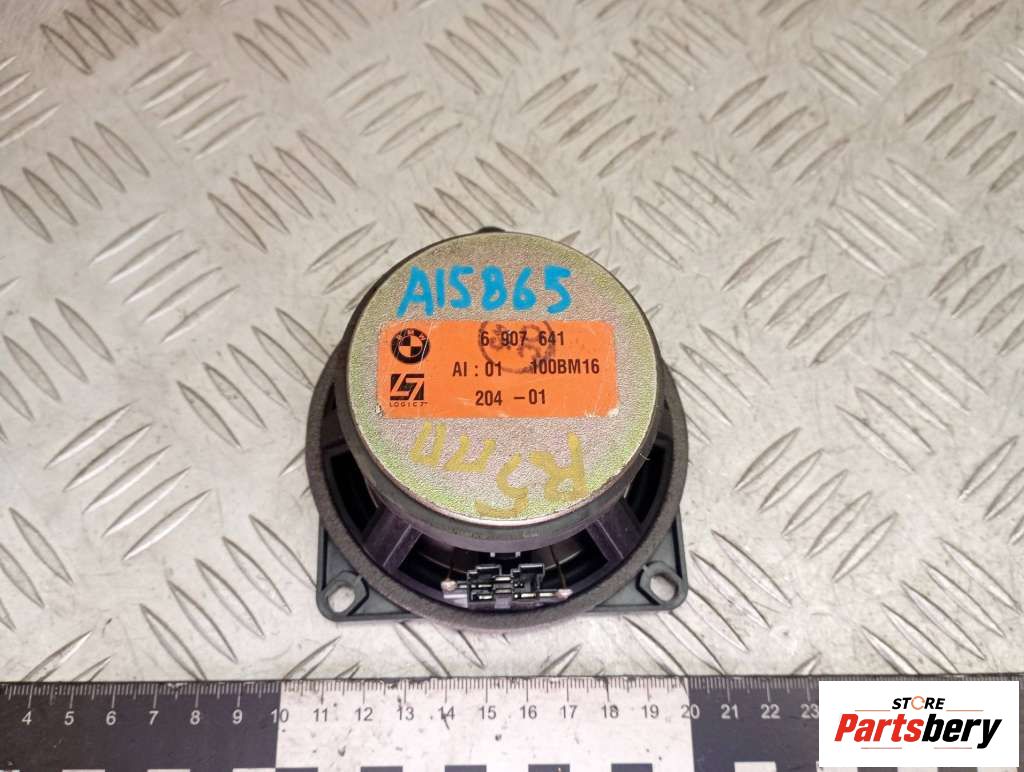 A15865
BMW
6 907 641
AI : 01 100BM16
204 – 01
LOGIC7
4 5 6 7 8 9 10 11 12 13 14 15 16 17 18 19 20 21 22 23
STORE
Partsbery